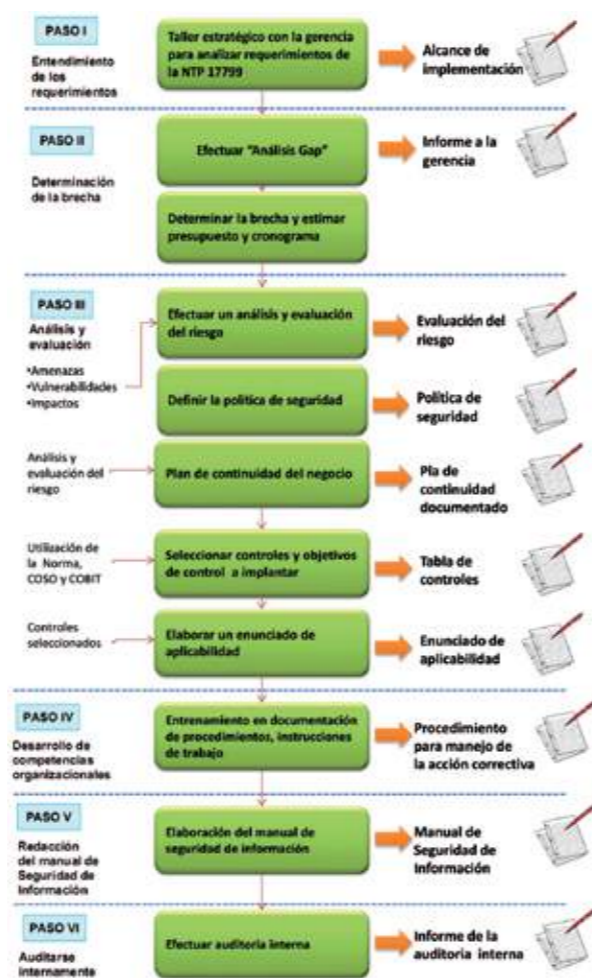 PASO I
Entendimiento
de los
requerimientos
Taller estratégico con la gerencia
para analizar requerimientos de
la NTP 17799
Alcance de
implementación
PASO II
Determinación
de la brecha
Efectuar “Análisis Gap”
Informe a la
gerencia
Determinar la brecha y estimar
presupuesto y cronograma
PASO III
Análisis y
evaluación
•Amenazas
•Vulnerabilidades
•Impactos
Efectuar un análisis y evaluación
del riesgo
Evaluación del
riesgo
Definir la política de seguridad
Política de
seguridad
Análisis y
evaluación del
riesgo
Plan de continuidad del negocio
Pla de
continuidad
documentado
Utilización de
la Norma,
COSO y COBIT
Seleccionar controles y objetivos
de control a implantar
Tabla de
controles
Controles
seleccionados
Elaborar un enunciado de
aplicabilidad
Enunciado de
aplicabilidad
PASO IV
Desarrollo de
competencias
organizacionales
Entrenamiento en documentación
de procedimientos, instrucciones
de trabajo
Procedimiento
para manejo de
la acción correctiva
PASO V
Redacción
del manual de
Seguridad de
Información
Elaboración del manual de
seguridad de información
Manual de
Seguridad de
Información
PASO VI
Auditarse
internamente
Efectuar auditoria interna
Informe de la
auditoria interna